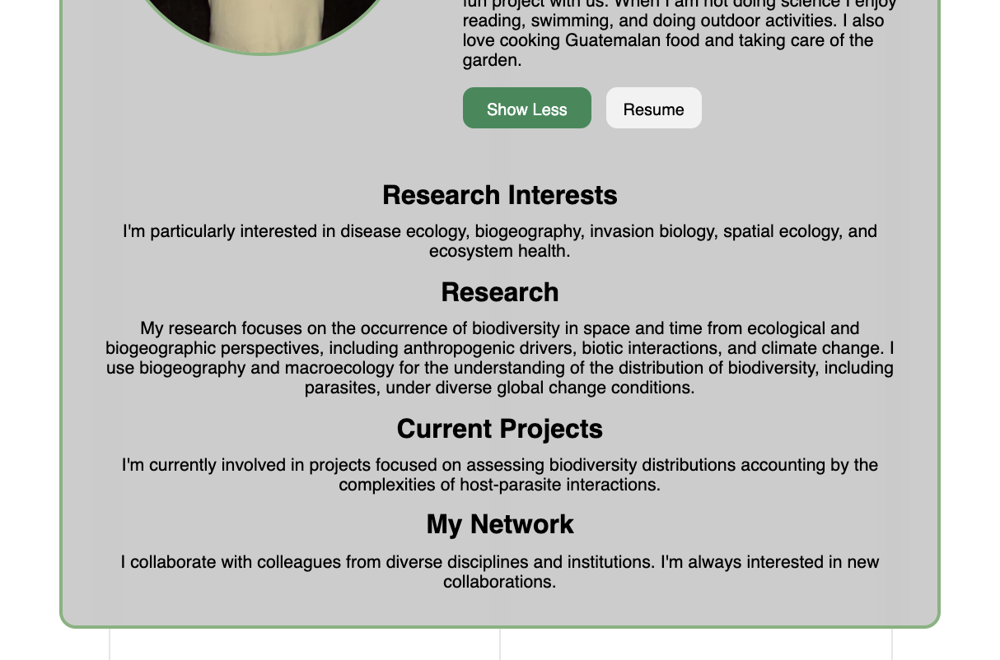 fun project with us. When I am not doing science I enjoy
reading, swimming, and doing outdoor activities. I also
love cooking Guatemalan food and taking care of the
garden.
Show Less
Resume
Research Interests
I'm particularly interested in disease ecology, biogeography, invasion biology, spatial ecology, and
ecosystem health.
Research
My research focuses on the occurrence of biodiversity in space and time from ecological and
biogeographic perspectives, including anthropogenic drivers, biotic interactions, and climate change. I
use biogeography and macroecology for the understanding of the distribution of biodiversity, including
parasites, under diverse global change conditions.
Current Projects
I'm currently involved in projects focused on assessing biodiversity distributions accounting by the
complexities of host-parasite interactions.
My Network
I collaborate with colleagues from diverse disciplines and institutions. I'm always interested in new
collaborations.